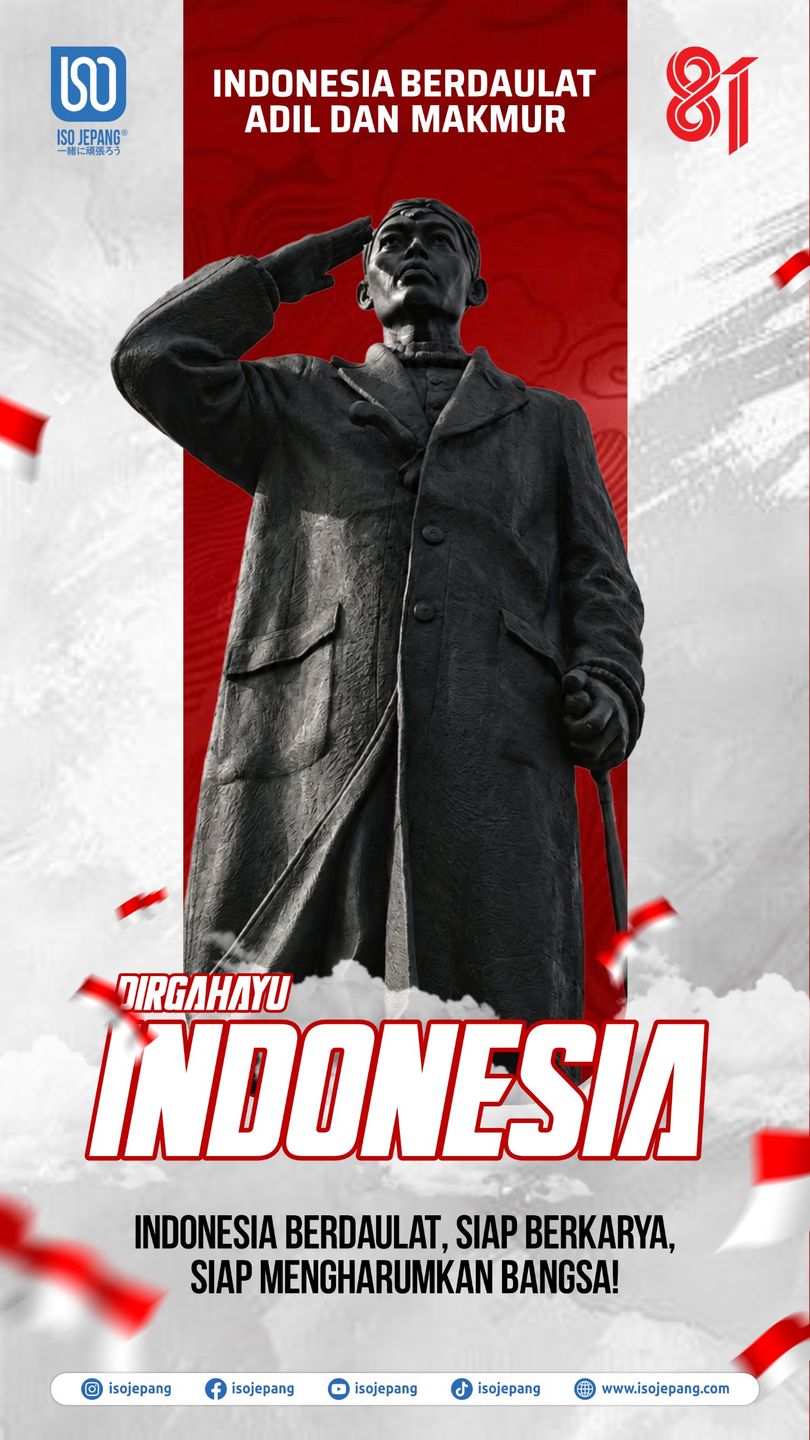 ISO
ISO JEPANG®
一緒に頑張ろう
INDONESIA BERDAULAT
ADIL DAN MAKMUR
81
DIRGAHAYU
INDONESIA
INDONESIA BERDAULAT, SIAP BERKARYA,
SIAP MENGHARUMKAN BANGSA!
isojepang isojepang isojepang isojepang www.isojepang.com